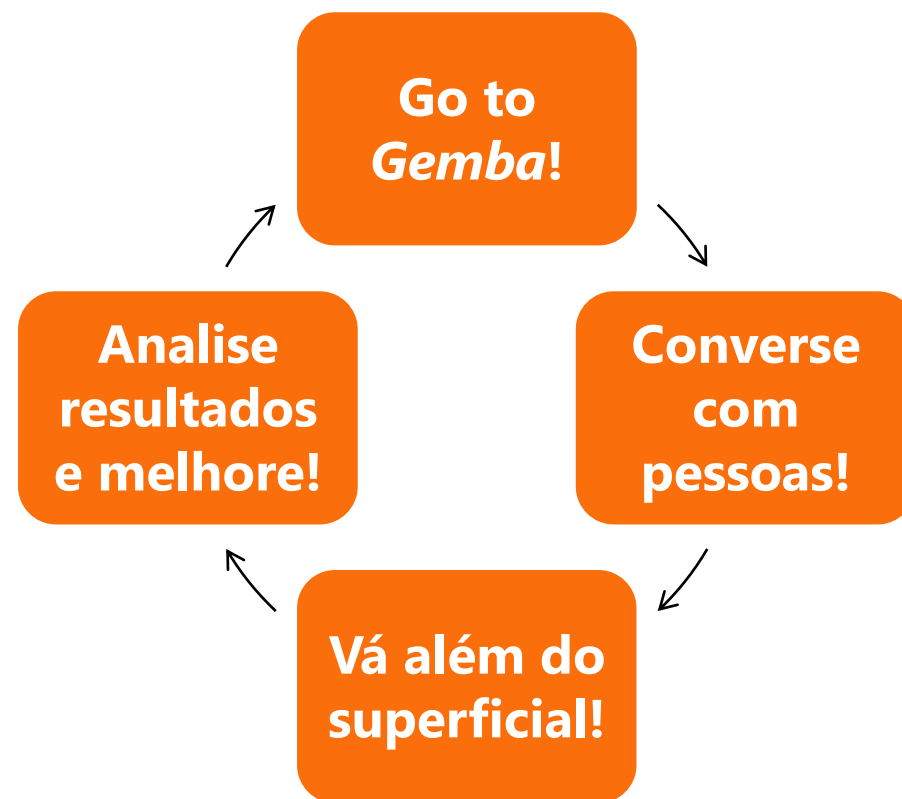 Go to
Gemba!
Converse
com
pessoas!
Vá além do
superficial!
Analise
resultados
e melhore!